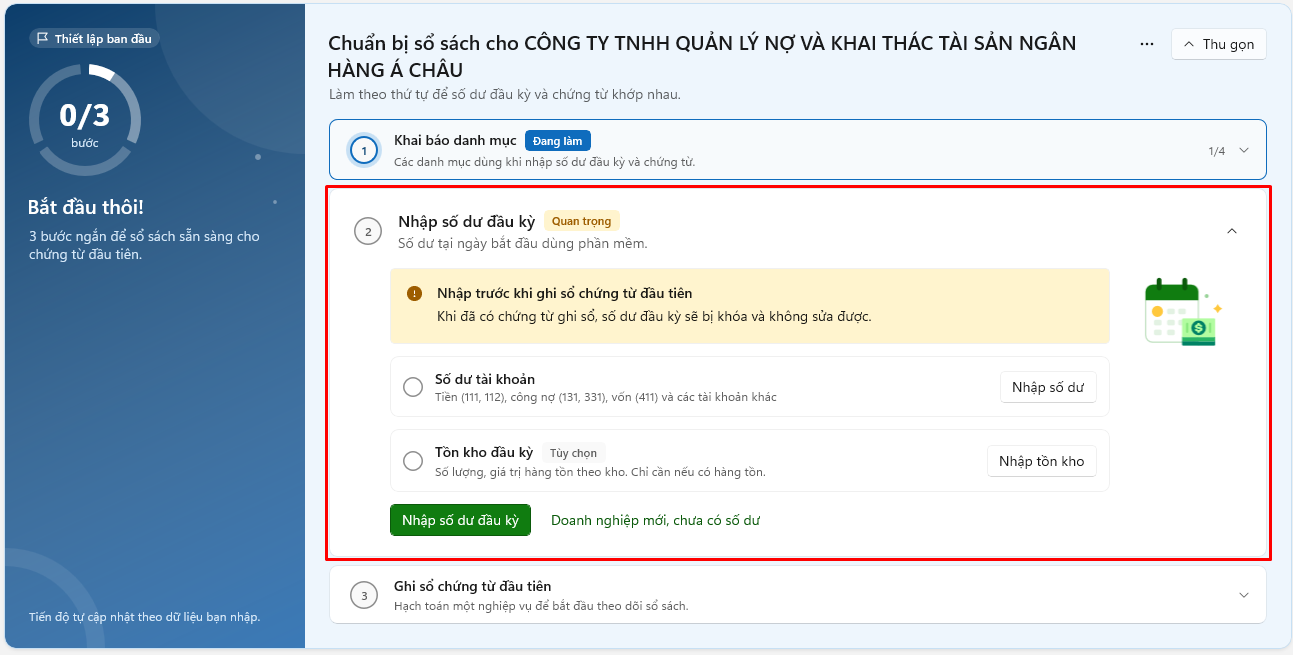 Thiết lập ban đầu
0/3
bước
Bắt đầu thôi!
3 bước ngắn để sổ sách sẵn sàng cho
chứng từ đầu tiên.
Tiến độ tự cập nhật theo dữ liệu bạn nhập.
Chuẩn bị sổ sách cho CÔNG TY TNHH QUẢN LÝ NỢ VÀ KHAI THÁC TÀI SẢN NGÂN
HÀNG Á CHÂU
Làm theo thứ tự để số dư đầu kỳ và chứng từ khớp nhau.
Thu gọn
1
Khai báo danh mục Đang làm
Các danh mục dùng khi nhập số dư đầu kỳ và chứng từ.
1/4
2
Nhập số dư đầu kỳ Quan trọng
Số dư tại ngày bắt đầu dùng phần mềm.
Nhập trước khi ghi sổ chứng từ đầu tiên
Khi đã có chứng từ ghi sổ, số dư đầu kỳ sẽ bị khóa và không sửa được.
Số dư tài khoản
Tiền (111, 112), công nợ (131, 331), vốn (411) và các tài khoản khác
Nhập số dư
Tồn kho đầu kỳ Tùy chọn
Số lượng, giá trị hàng tồn theo kho. Chỉ cần nếu có hàng tồn.
Nhập tồn kho
Nhập số dư đầu kỳ Doanh nghiệp mới, chưa có số dư
3
Ghi sổ chứng từ đầu tiên
Hạch toán một nghiệp vụ để bắt đầu theo dõi sổ sách.